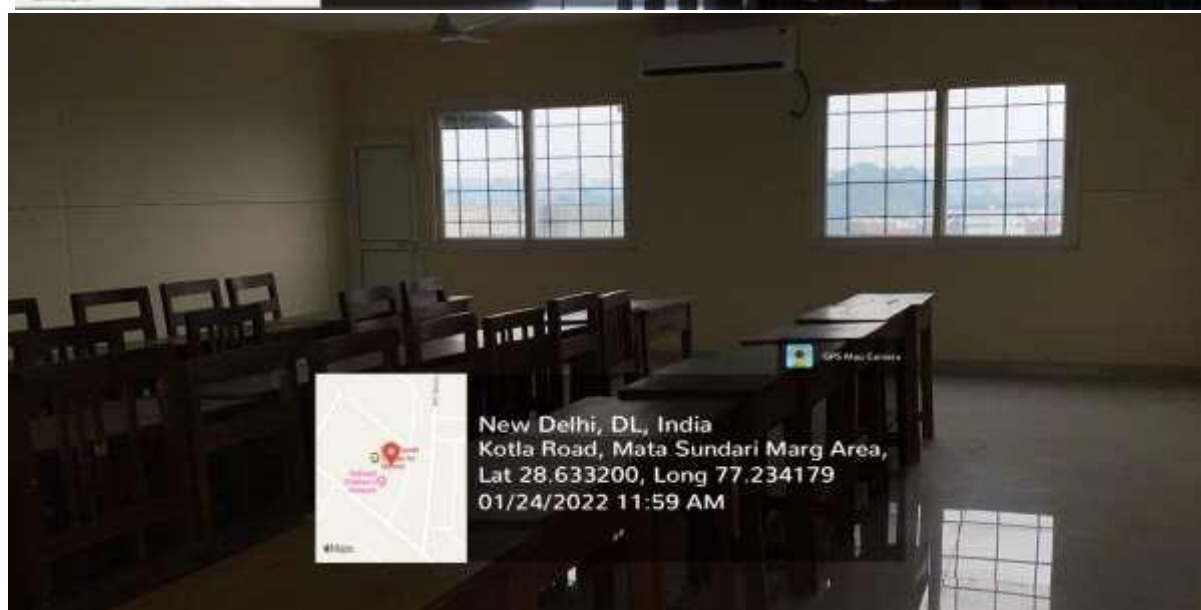 GPS Map Camera
New Delhi, DL, India
Kotla Road, Mata Sundari Marg Area,
Lat 28.633200, Long 77.234179
01/24/2022 11:59 AM
Maps